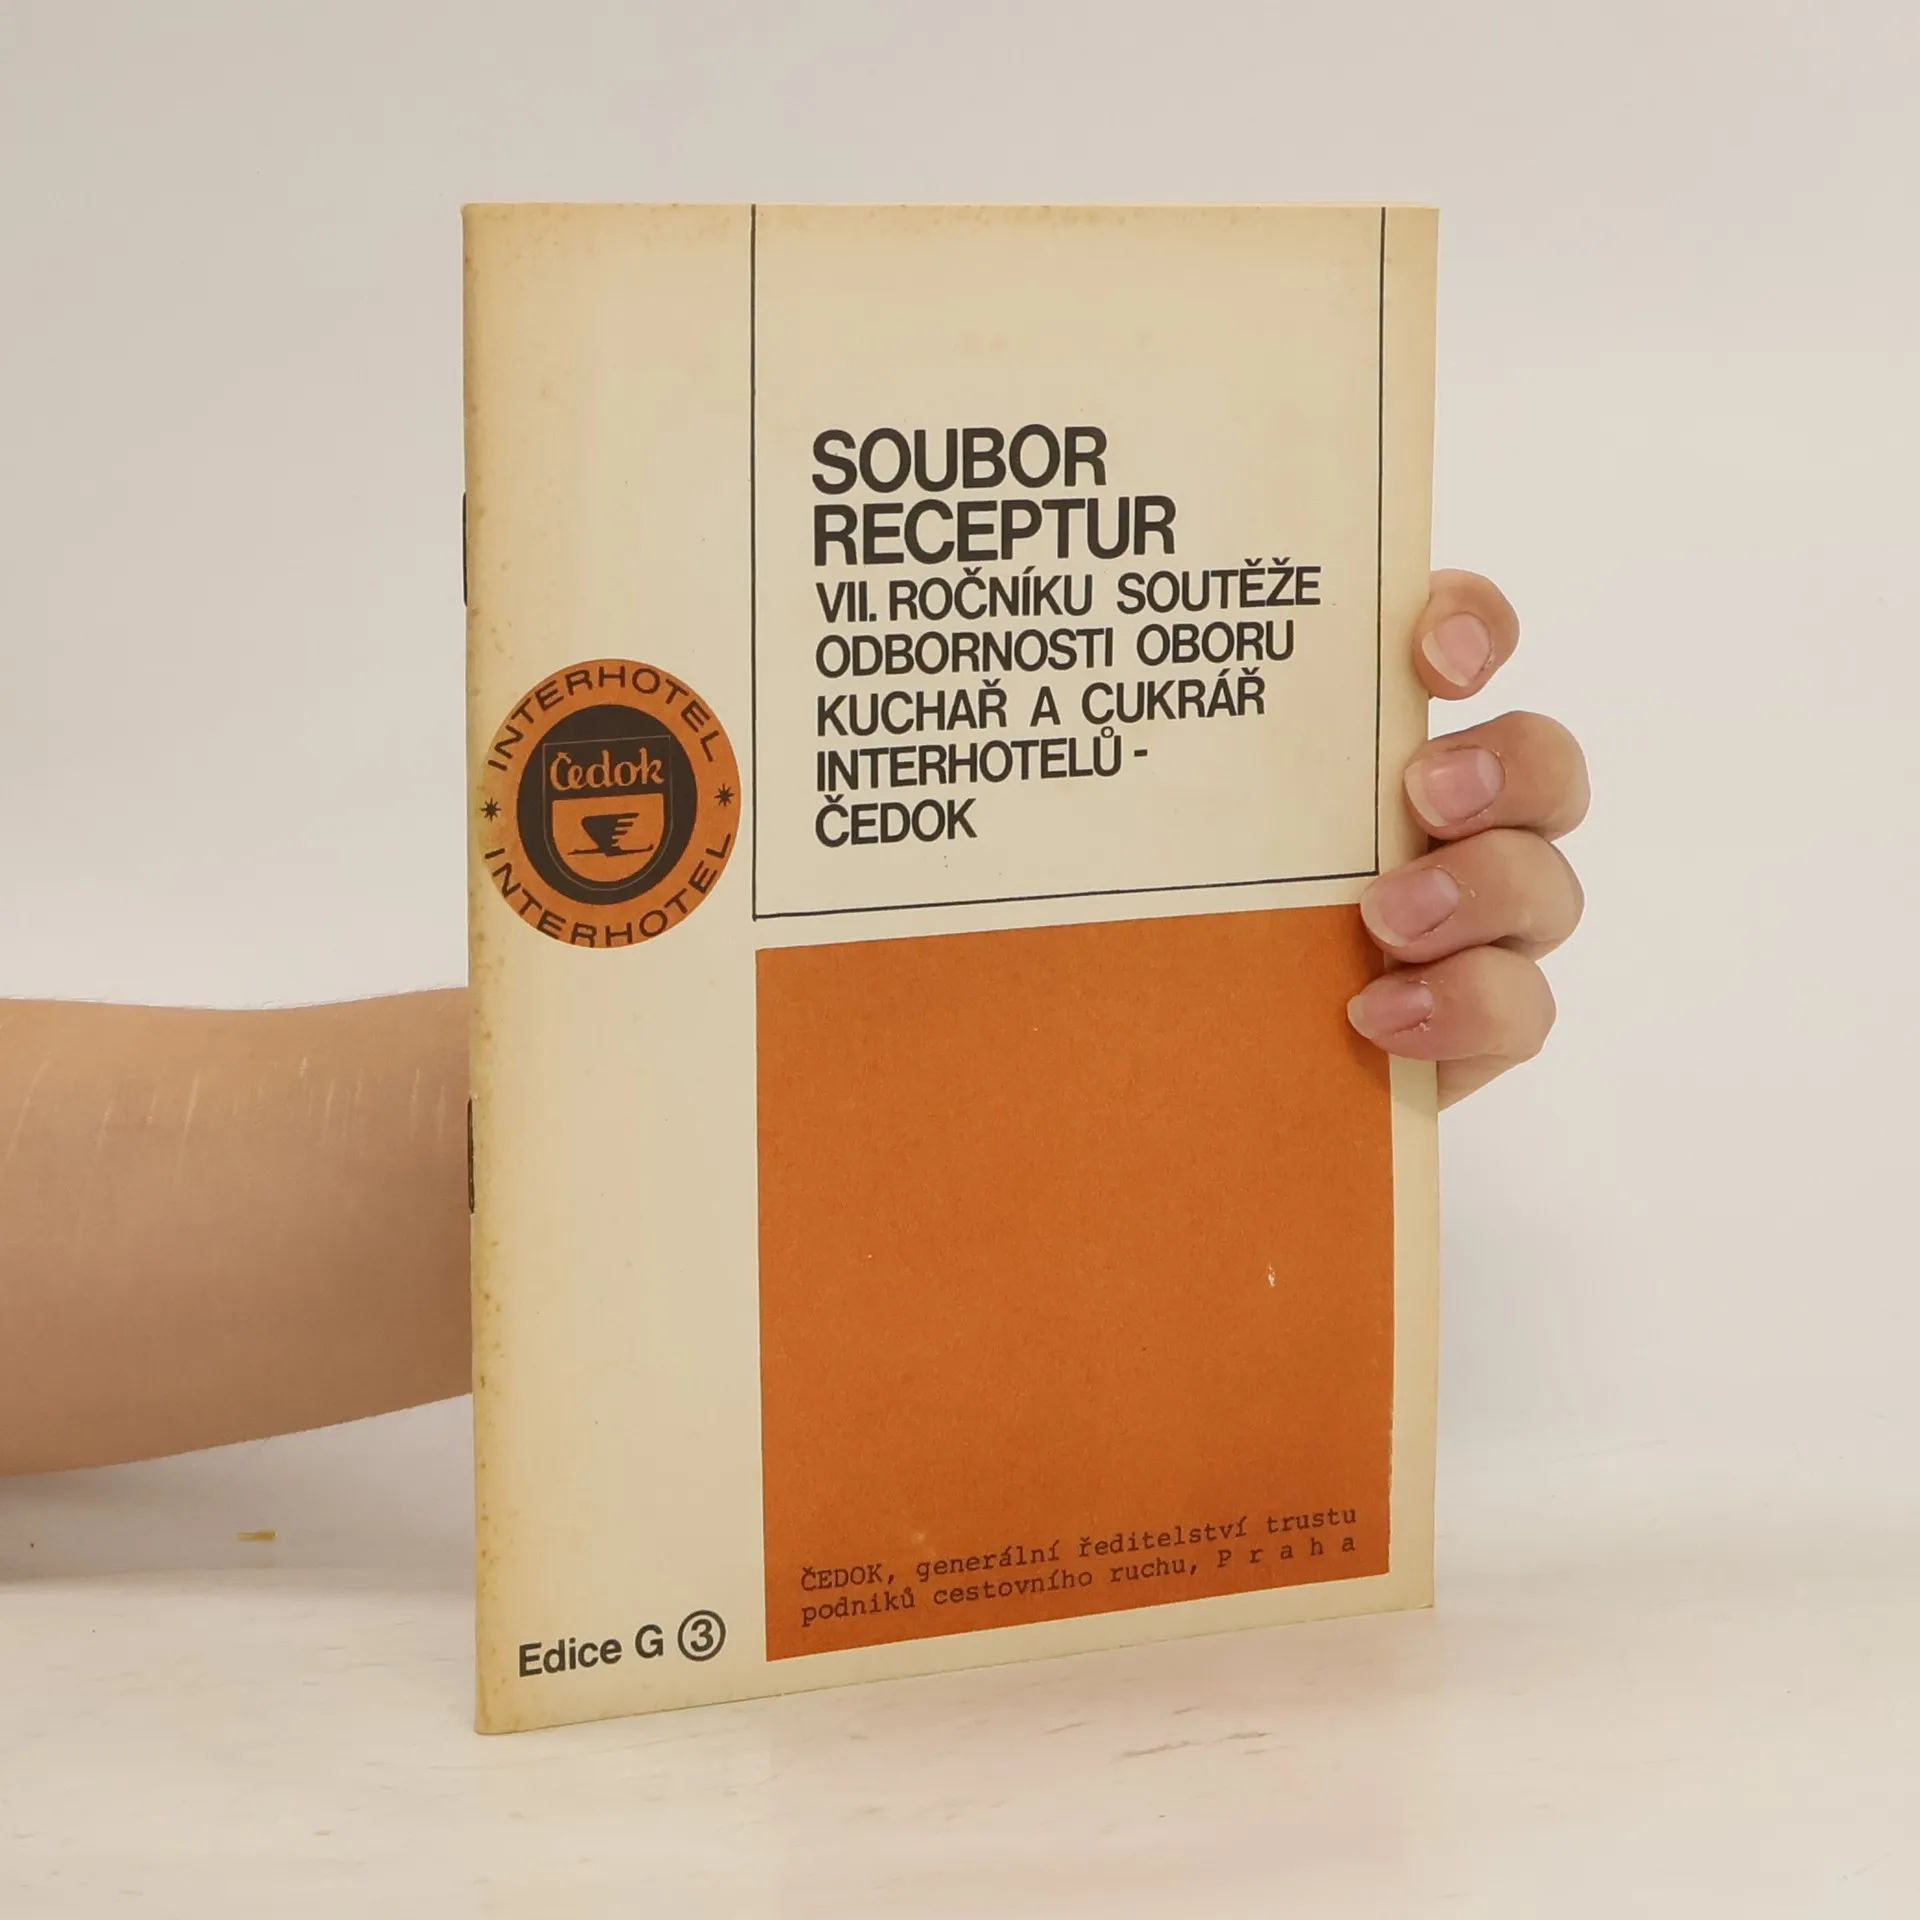 SOUBOR
RECEPTUR
VII. ROČNÍKU SOUTĚŽE
ODBORNOSTI OBORU
KUCHAŘ A CUKRÁŘ
INTERHOTELŮ -
ČEDOK
INTERHOTEL
Čedok
INTERHOTEL
ČEDOK, generální ředitelství trustu
podniků cestovního ruchu, P r a h a
Edice G 3